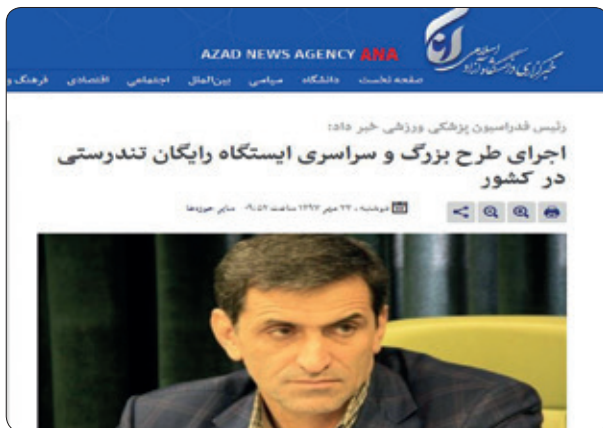 AZAD NEWS AGENCY ANA
خبرگزاری دانشگاه آزاد اسلامی
صفحه نخست دانشگاه سیاسی بین‌الملل اجتماعی اقتصادی فرهنگ و
رئیس فدراسیون پزشکی ورزشی خبر داد:
اجرای طرح بزرگ و سراسری ایستگاه رایگان تندرستی
در کشور
دوشنبه، ۲۳ مهر ۱۳۹۷ ساعت ۰۹:۵۲ سایر حوزه‌ها